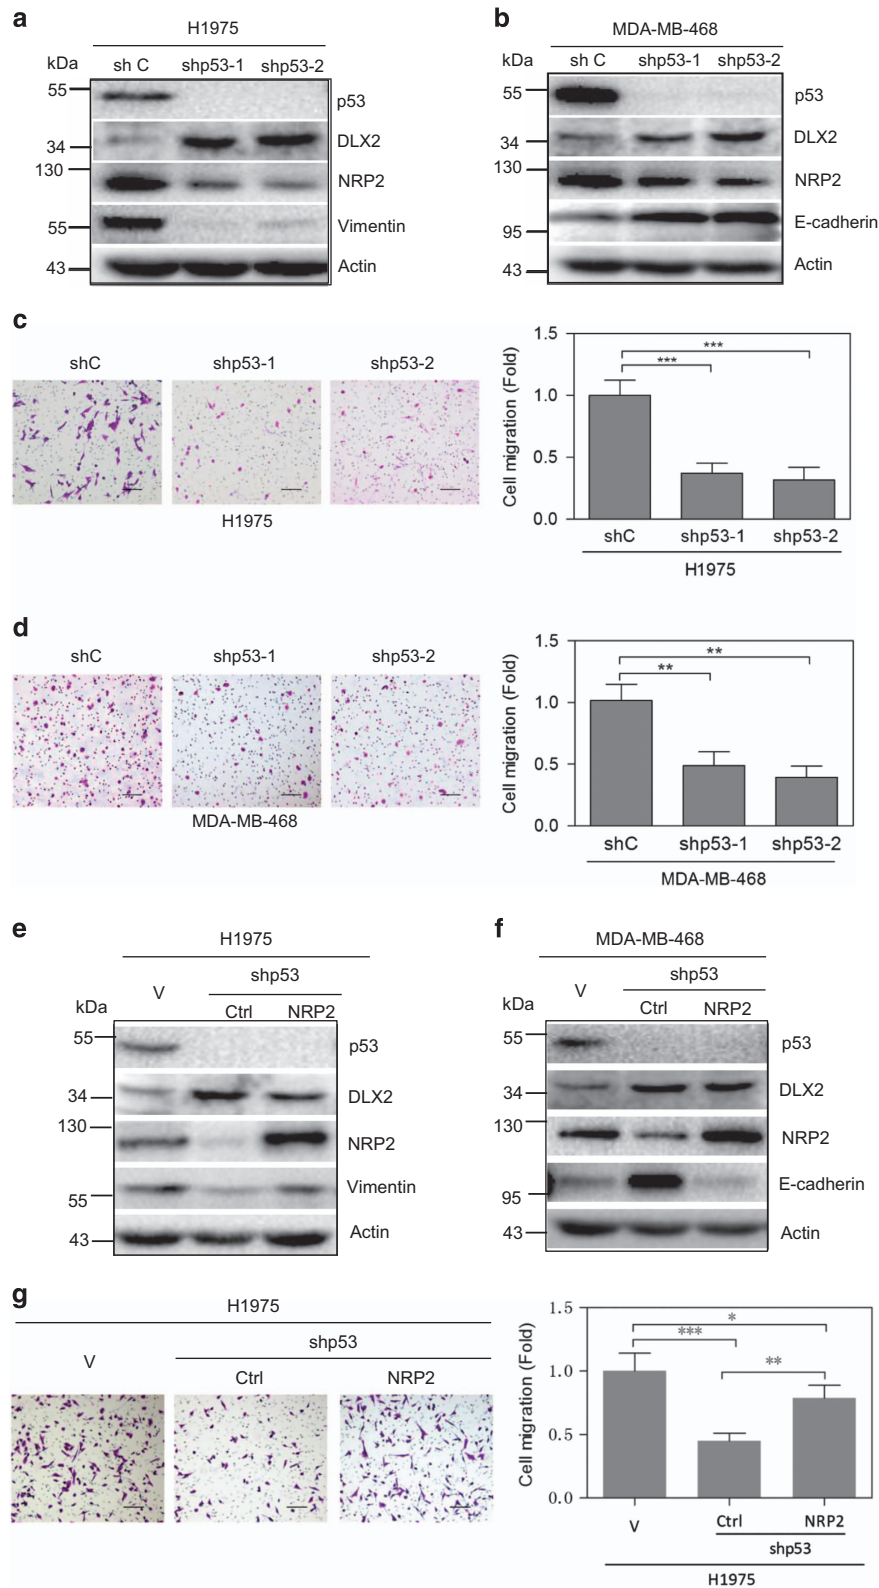 a
H1975
kDa
sh C shp53-1 shp53-2
55
p53
34
DLX2
130
NRP2
55
Vimentin
43
Actin
b
MDA-MB-468
kDa
sh C shp53-1 shp53-2
55
p53
34
DLX2
130
NRP2
95
E-cadherin
43
Actin
c
shC shp53-1 shp53-2
H1975
Cell migration (Fold)
1.5
1.0
0.5
0.0
***
***
shC shp53-1 shp53-2
H1975
d
shC shp53-1 shp53-2
MDA-MB-468
Cell migration (Fold)
1.5
1.0
0.5
0.0
**
**
shC shp53-1 shp53-2
MDA-MB-468
e
H1975
shp53
V
kDa
Ctrl NRP2
55
p53
34
DLX2
130
NRP2
55
Vimentin
43
Actin
f
MDA-MB-468
shp53
V
kDa
Ctrl NRP2
55
p53
34
DLX2
130
NRP2
95
E-cadherin
43
Actin
g
H1975
shp53
V
Ctrl NRP2
Cell migration (Fold)
1.5
1.0
0.5
0.0
*
***
**
V Ctrl NRP2
shp53
H1975